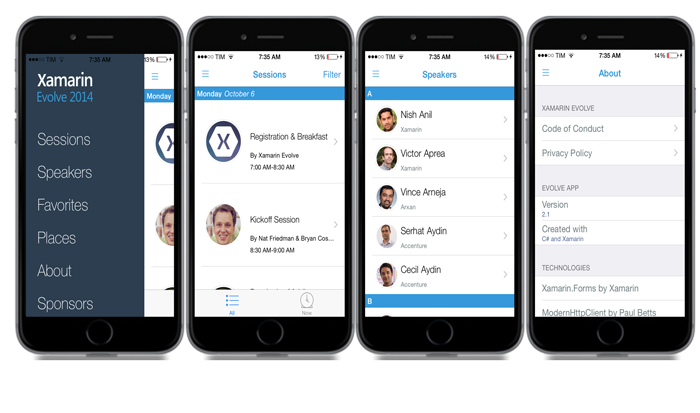 ●●●○○ TIM 7:35 AM 13%
Xamarin
Evolve 2014
Monday
Sessions
Speakers
Favorites
Places
About
Sponsors
●●●○○ TIM 7:35 AM 13%
Sessions Filter
Monday October 6
Registration & Breakfast
By Xamarin Evolve
7:00 AM-8:30 AM
Kickoff Session
By Nat Friedman & Bryan Cos...
8:30 AM-9:00 AM
All Now
●●●○○ TIM 7:35 AM 14%
Speakers
A
Nish Anil
Xamarin
Victor Aprea
Xamarin
Vince Arneja
Arxan
Serhat Aydin
Accenture
Cecil Aydin
Accenture
B
●●●○○ TIM 7:35 AM 14%
About
XAMARIN EVOLVE
Code of Conduct
Privacy Policy
EVOLVE APP
Version
2.1
Created with
C# and Xamarin
TECHNOLOGIES
Xamarin.Forms by Xamarin
ModernHttpClient by Paul Betts